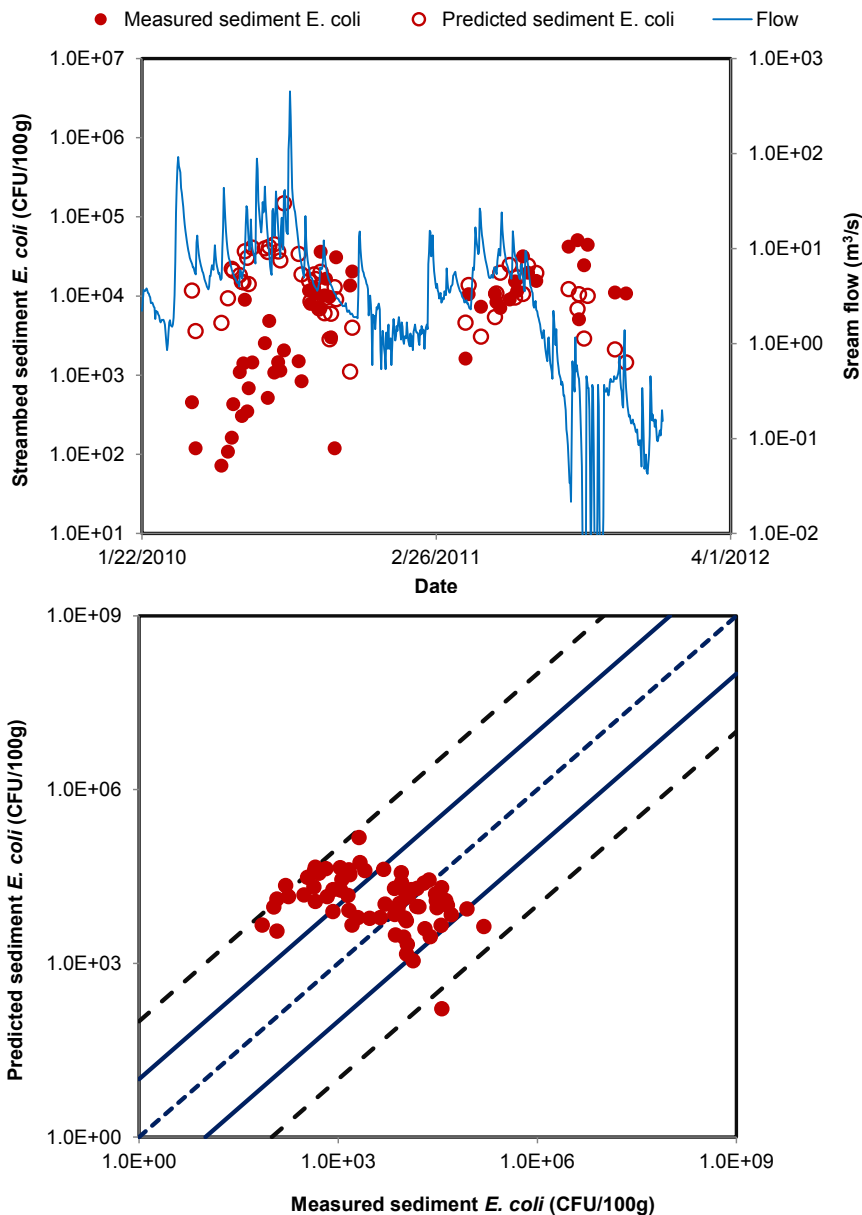 Measured sediment E. coli Predicted sediment E. coli Flow
Streambed sediment E. coli (CFU/100g)
1.0E+07
1.0E+06
1.0E+05
1.0E+04
1.0E+03
1.0E+02
1.0E+01
1.0E+03
1.0E+02
1.0E+01
1.0E+00
1.0E-01
1.0E-02
Sream flow (m³/s)
1/22/2010 2/26/2011 4/1/2012
Date
Predicted sediment E. coli (CFU/100g)
1.0E+09
1.0E+06
1.0E+03
1.0E+00
1.0E+00 1.0E+03 1.0E+06 1.0E+09
Measured sediment E. coli (CFU/100g)